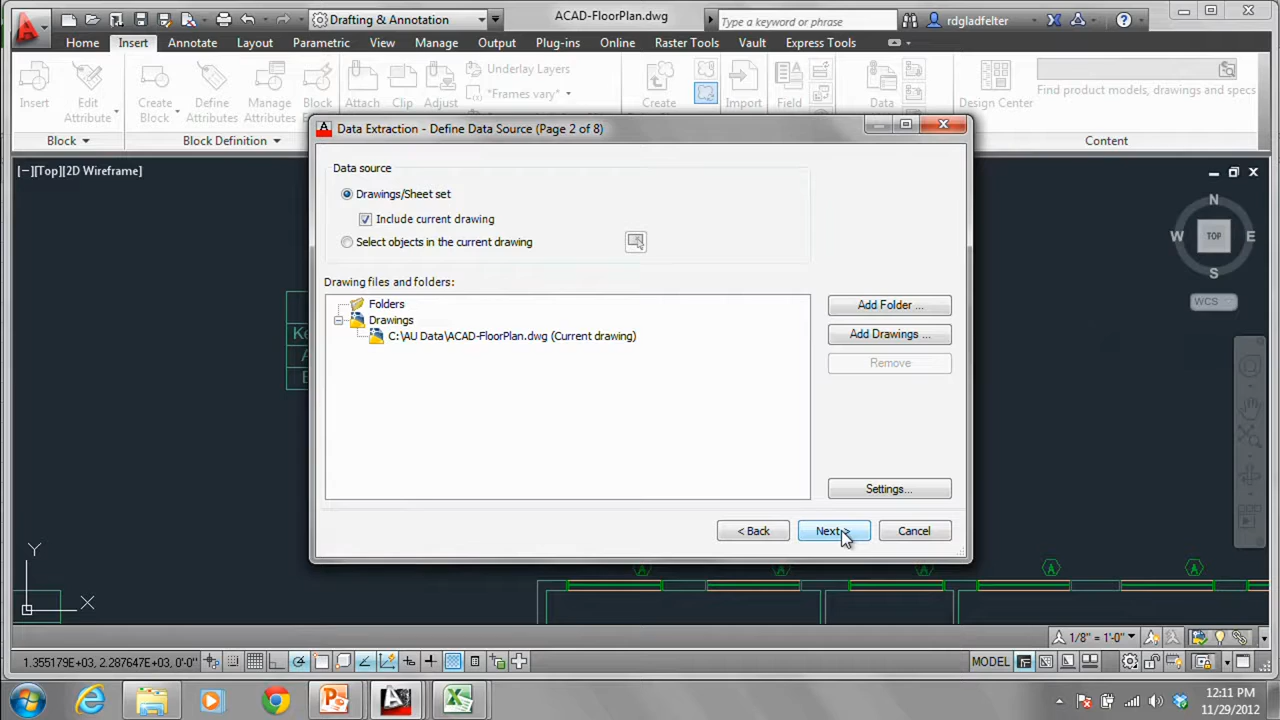 Drafting & Annotation
ACAD-FloorPlan.dwg
Type a keyword or phrase
rdgladfelter
Home Insert Annotate Layout Parametric View Manage Output Plug-ins Online Raster Tools Vault Express Tools
Underlay Layers
*Frames vary*
Insert Edit Attribute Create Block Define Attributes Manage Attributes Block Attach Clip Adjust Create Import Field Data Design Center
Find product models, drawings and specs
Block Block Definition Content
Data Extraction - Define Data Source (Page 2 of 8)
[−][Top][2D Wireframe]
Data source
Drawings/Sheet set
Include current drawing
Select objects in the current drawing
N
W TOP E
S
WCS
Drawing files and folders:
Folders
Drawings
C:\AU Data\ACAD-FloorPlan.dwg (Current drawing)
Add Folder ...
Add Drawings ...
Remove
Settings...
< Back Next > Cancel
Y
X
A A A A A
1/8" = 1'-0"
1.355179E+03, 2.287647E+03, 0'-0"
MODEL
12:11 PM
11/29/2012